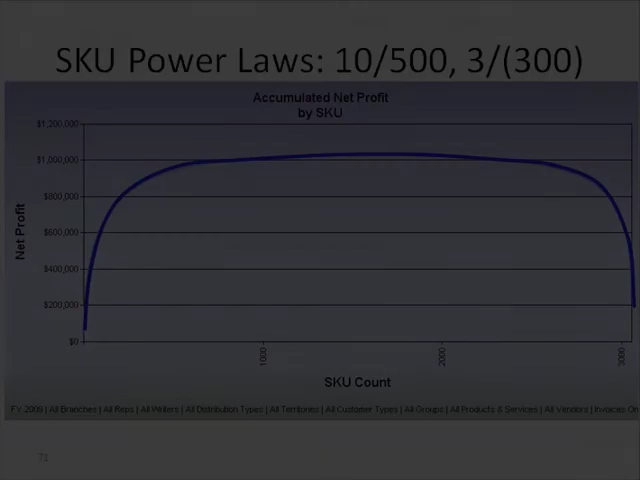 SKU Power Laws: 10/500, 3/(300)
Accumulated Net Profit
by SKU
$1,200,000
$1,000,000
$800,000
$600,000
$400,000
$200,000
$0
Net Profit
1000
2000
3000
SKU Count
FY 2009 | All Branches | All Reps | All Writers | All Distribution Types | All Territories | All Customer Types | All Groups | All Products & Services | All Vendors | Invoices On
71